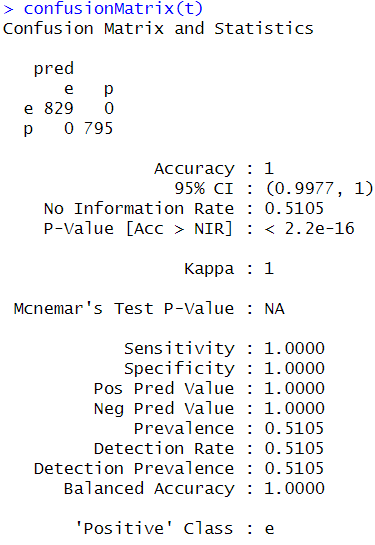 > confusionMatrix(t)
Confusion Matrix and Statistics
pred
e p
e 829 0
p 0 795
Accuracy : 1
95% CI : (0.9977, 1)
No Information Rate : 0.5105
P-Value [Acc > NIR] : < 2.2e-16
Kappa : 1
Mcnemar's Test P-Value : NA
Sensitivity : 1.0000
Specificity : 1.0000
Pos Pred Value : 1.0000
Neg Pred Value : 1.0000
Prevalence : 0.5105
Detection Rate : 0.5105
Detection Prevalence : 0.5105
Balanced Accuracy : 1.0000
'Positive' Class : e